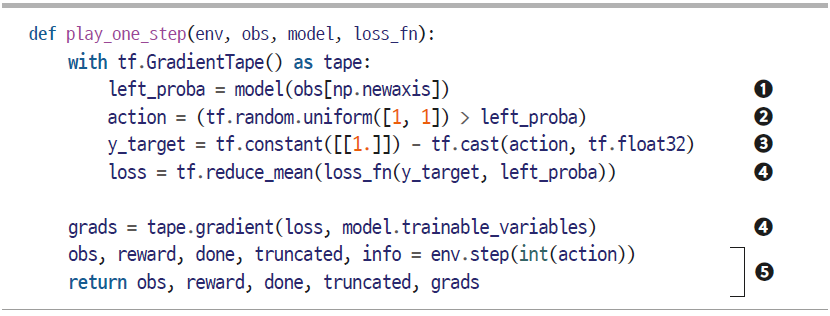 def play_one_step(env, obs, model, loss_fn):
    with tf.GradientTape() as tape:
        left_proba = model(obs[np.newaxis]) ❶
        action = (tf.random.uniform([1, 1]) > left_proba) ❷
        y_target = tf.constant([[1.]]) - tf.cast(action, tf.float32) ❸
        loss = tf.reduce_mean(loss_fn(y_target, left_proba)) ❹
    grads = tape.gradient(loss, model.trainable_variables) ❹
    obs, reward, done, truncated, info = env.step(int(action))
    return obs, reward, done, truncated, grads ❺